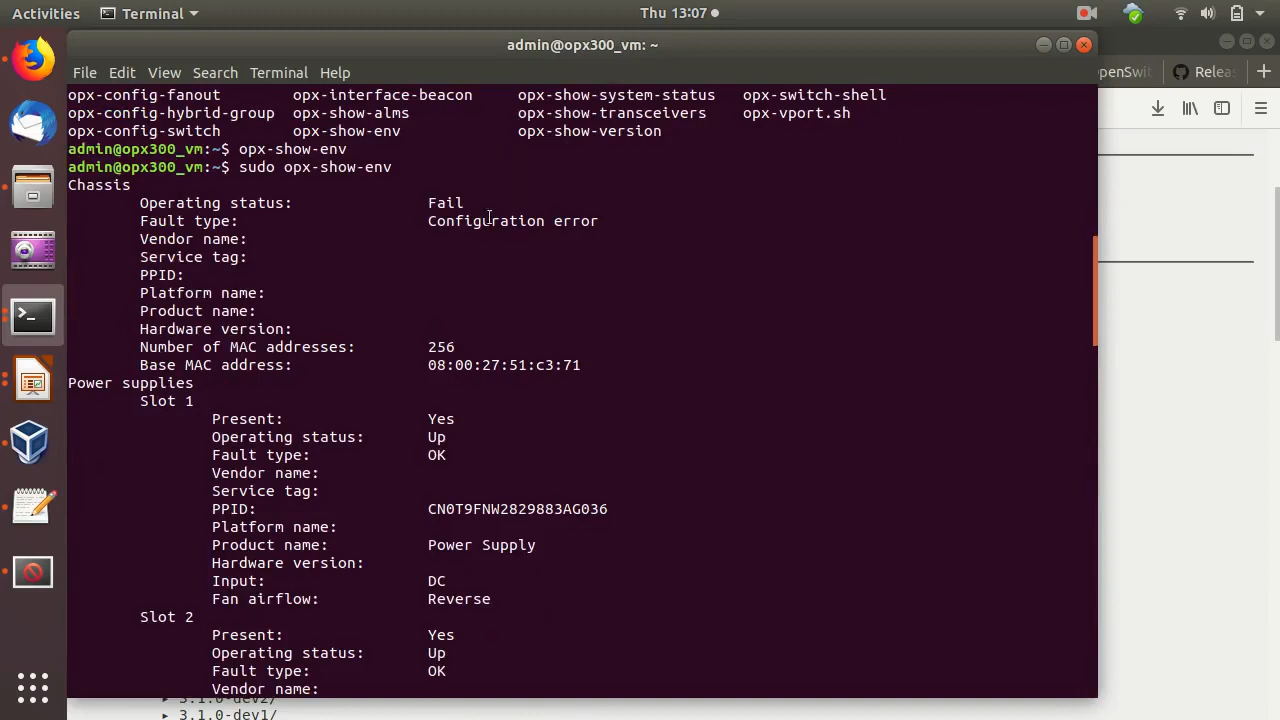 Activities Terminal Thu 13:07
admin@opx300_vm: ~
File Edit View Search Terminal Help
penSwit Relea
opx-config-fanout opx-interface-beacon opx-show-system-status opx-switch-shell
opx-config-hybrid-group opx-show-alms opx-show-transceivers opx-vport.sh
opx-config-switch opx-show-env opx-show-version
admin@opx300_vm:~$ opx-show-env
admin@opx300_vm:~$ sudo opx-show-env
Chassis
Operating status: Fail
Fault type: Configuration error
Vendor name:
Service tag:
PPID:
Platform name:
Product name:
Hardware version:
Number of MAC addresses: 256
Base MAC address: 08:00:27:51:c3:71
Power supplies
Slot 1
Present: Yes
Operating status: Up
Fault type: OK
Vendor name:
Service tag:
PPID: CN0T9FNW2829883AG036
Platform name:
Product name: Power Supply
Hardware version:
Input: DC
Fan airflow: Reverse
Slot 2
Present: Yes
Operating status: Up
Fault type: OK
Vendor name:
3.1.0-dev2/
3.1.0-dev1/